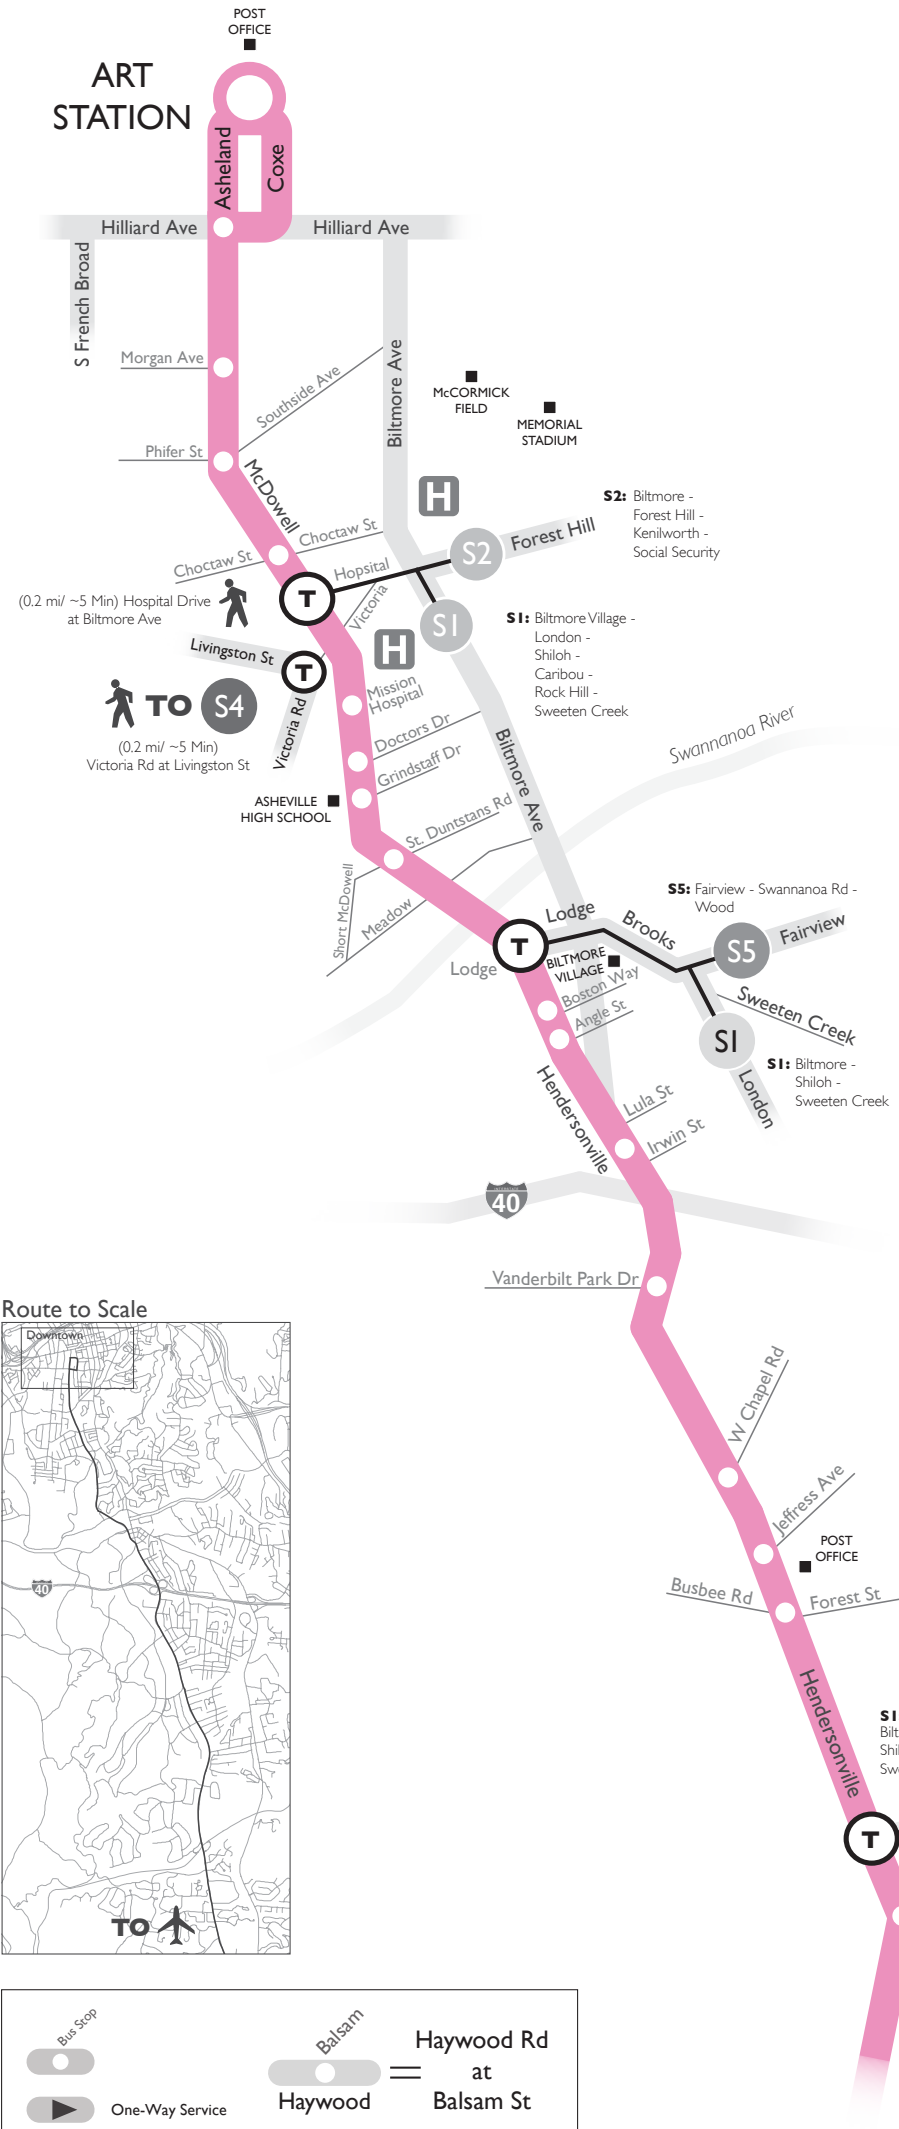 POST
OFFICE
ART
STATION
Asheland
Coxe
Hilliard Ave
Hilliard Ave
S French Broad
Morgan Ave
Southside Ave
Biltmore Ave
McCORMICK
FIELD
MEMORIAL
STADIUM
Phifer St
McDowell
H
S2: Biltmore -
Forest Hill -
Kenilworth -
Social Security
Choctaw St
Choctaw St
S2
Forest Hill
Hopsital
T
Victoria
(0.2 mi/ ~5 Min) Hospital Drive
at Biltmore Ave
S1
S1: Biltmore Village -
London -
Shiloh -
Caribou -
Rock Hill -
Sweeten Creek
H
Livingston St
T
Victoria Rd
TO S4
(0.2 mi/ ~5 Min)
Victoria Rd at Livingston St
Mission
Hospital
Doctors Dr
Grindstaff Dr
Biltmore Ave
Swannanoa River
ASHEVILLE
HIGH SCHOOL
St. Duntstans Rd
Short McDowell
Meadow
S5: Fairview - Swannanoa Rd -
Wood
Lodge
Brooks
S5
Fairview
T
Lodge
BILTMORE
VILLAGE
Boston Way
Angle St
Sweeten Creek
S1
London
S1: Biltmore -
Shiloh -
Sweeten Creek
Hendersonville
Lula St
Irwin St
40
Vanderbilt Park Dr
Route to Scale
Downtown
40
TO
W Chapel Rd
Jeffress Ave
POST
OFFICE
Busbee Rd
Forest St
Hendersonville
S1
Bilt
Shil
Swe
T
Bus Stop
One-Way Service
Balsam
Haywood
=
Haywood Rd
at
Balsam St